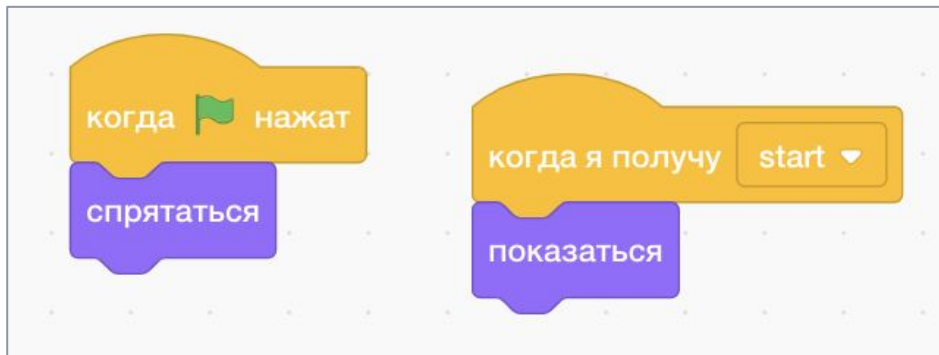 когда нажат
спрятаться
когда я получу start
показаться